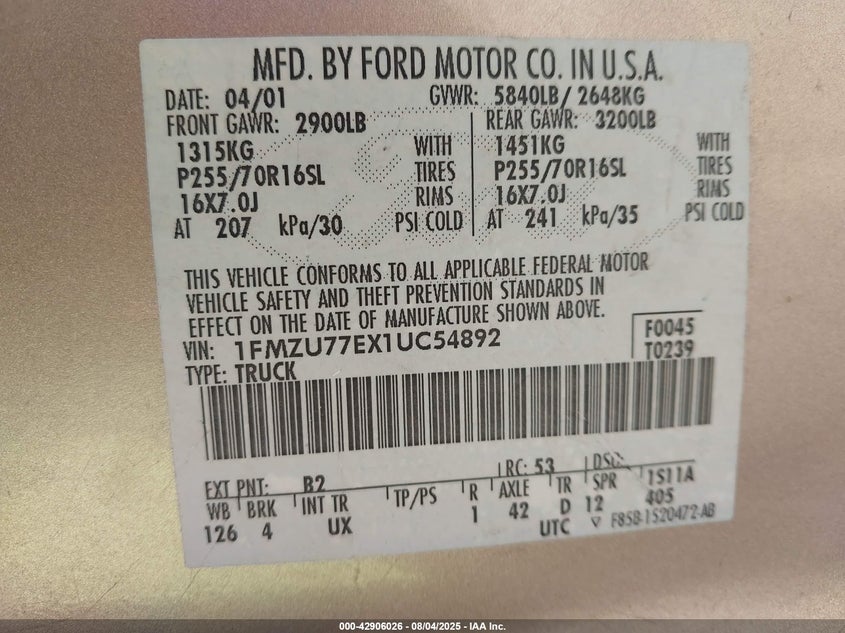 MFD. BY FORD MOTOR CO. IN U.S.A.
DATE: 04/01 GVWR: 5840LB/ 2648KG
FRONT GAWR: 2900LB REAR GAWR: 3200LB
1315KG WITH 1451KG WITH
P255/70R16SL TIRES P255/70R16SL TIRES
16X7.0J RIMS 16X7.0J RIMS
AT 207 kPa/30 PSI COLD AT 241 kPa/35 PSI COLD
THIS VEHICLE CONFORMS TO ALL APPLICABLE FEDERAL MOTOR
VEHICLE SAFETY AND THEFT PREVENTION STANDARDS IN
EFFECT ON THE DATE OF MANUFACTURE SHOWN ABOVE.
VIN: 1FMZU77EX1UC54892 F0045
TYPE: TRUCK T0239
EXT PNT: B2 RC: 53 DSO:
WB BRK INT TR TP/PS R AXLE TR SPR 1S11A
126 4 UX 1 42 D 12 405
UTC F85B-1520472-AB
000-42906026 - 08/04/2025 - IAA Inc.